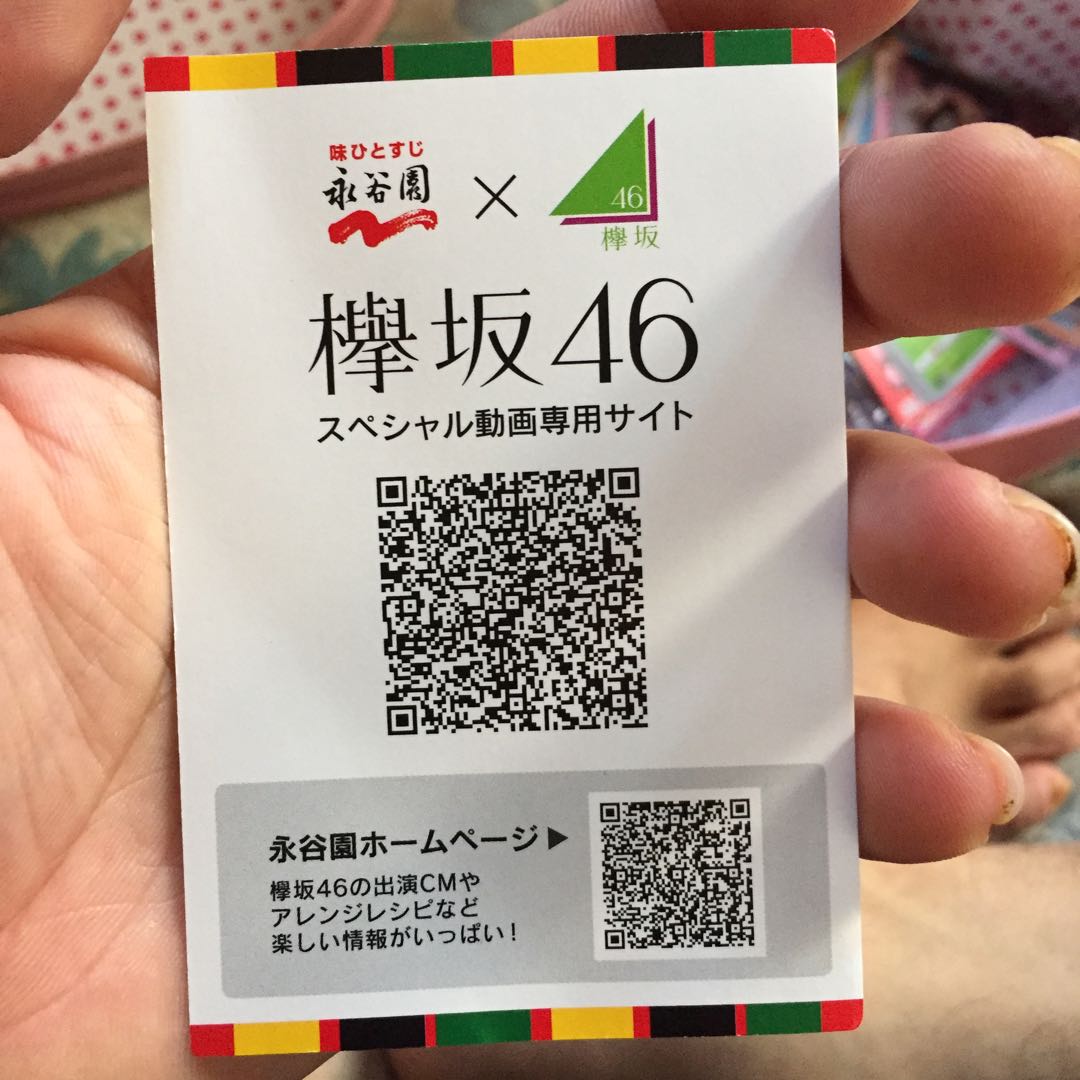 味ひとすじ
永谷園
×
46
欅坂
欅坂46
スペシャル動画専用サイト
永谷園ホームページ▶
欅坂46の出演CMや
アレンジレシピなど
楽しい情報がいっぱい!